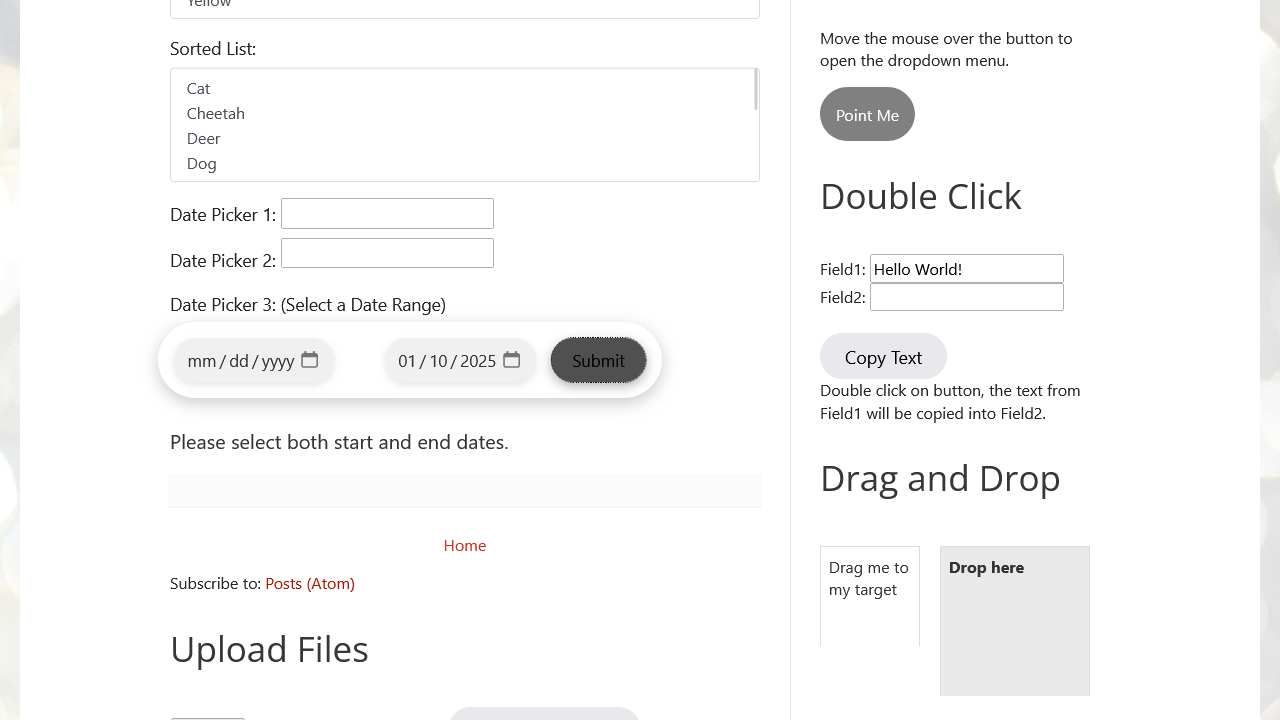 Yellow
Sorted List:
Cat
Cheetah
Deer
Dog
Date Picker 1:
Date Picker 2:
Date Picker 3: (Select a Date Range)
mm/dd/yyyy
01/10/2025
Submit
Please select both start and end dates.
Home
Subscribe to: Posts (Atom)
Upload Files
Move the mouse over the button to
open the dropdown menu.
Point Me
Double Click
Field1: Hello World!
Field2:
Copy Text
Double click on button, the text from
Field1 will be copied into Field2.
Drag and Drop
Drag me to
my target
Drop here